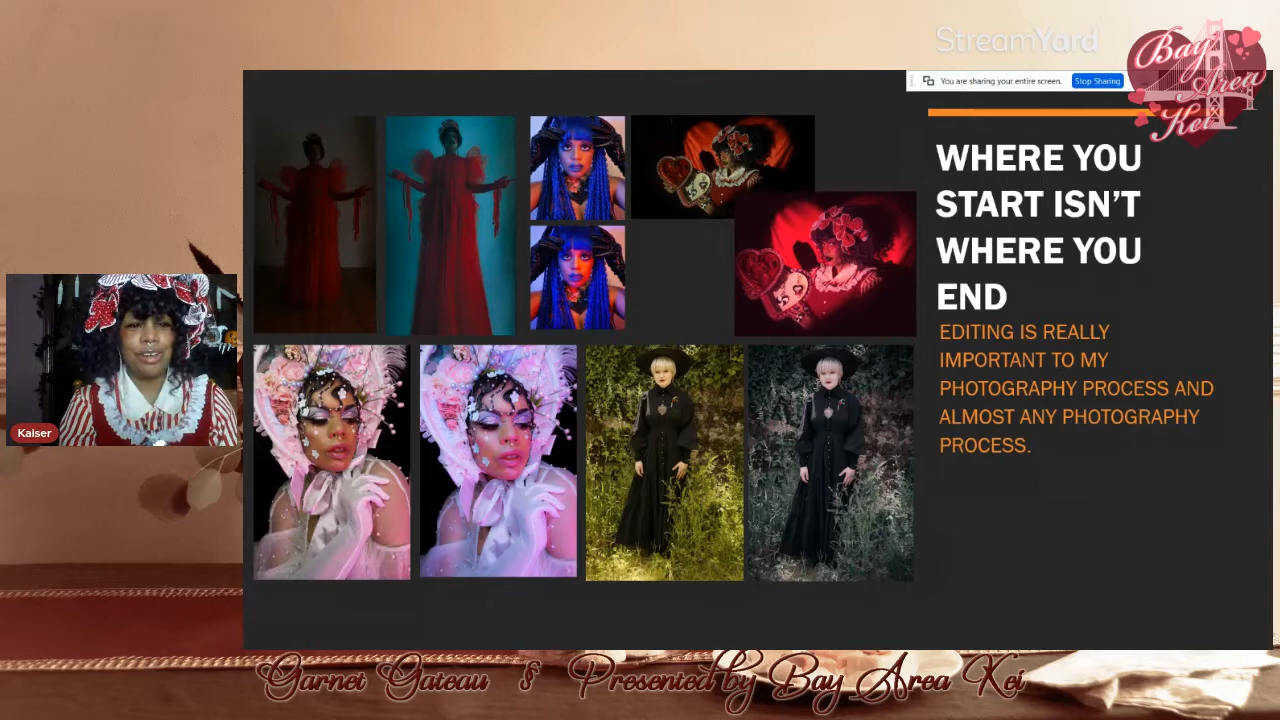 StreamYard
Bay
Area
Kei
You are sharing your entire screen. Stop Sharing
WHERE YOU
START ISN'T
WHERE YOU
END
EDITING IS REALLY
IMPORTANT TO MY
PHOTOGRAPHY PROCESS AND
ALMOST ANY PHOTOGRAPHY
PROCESS.
Kaiser
Garnet Gateau § Presented by Bay Area Kei